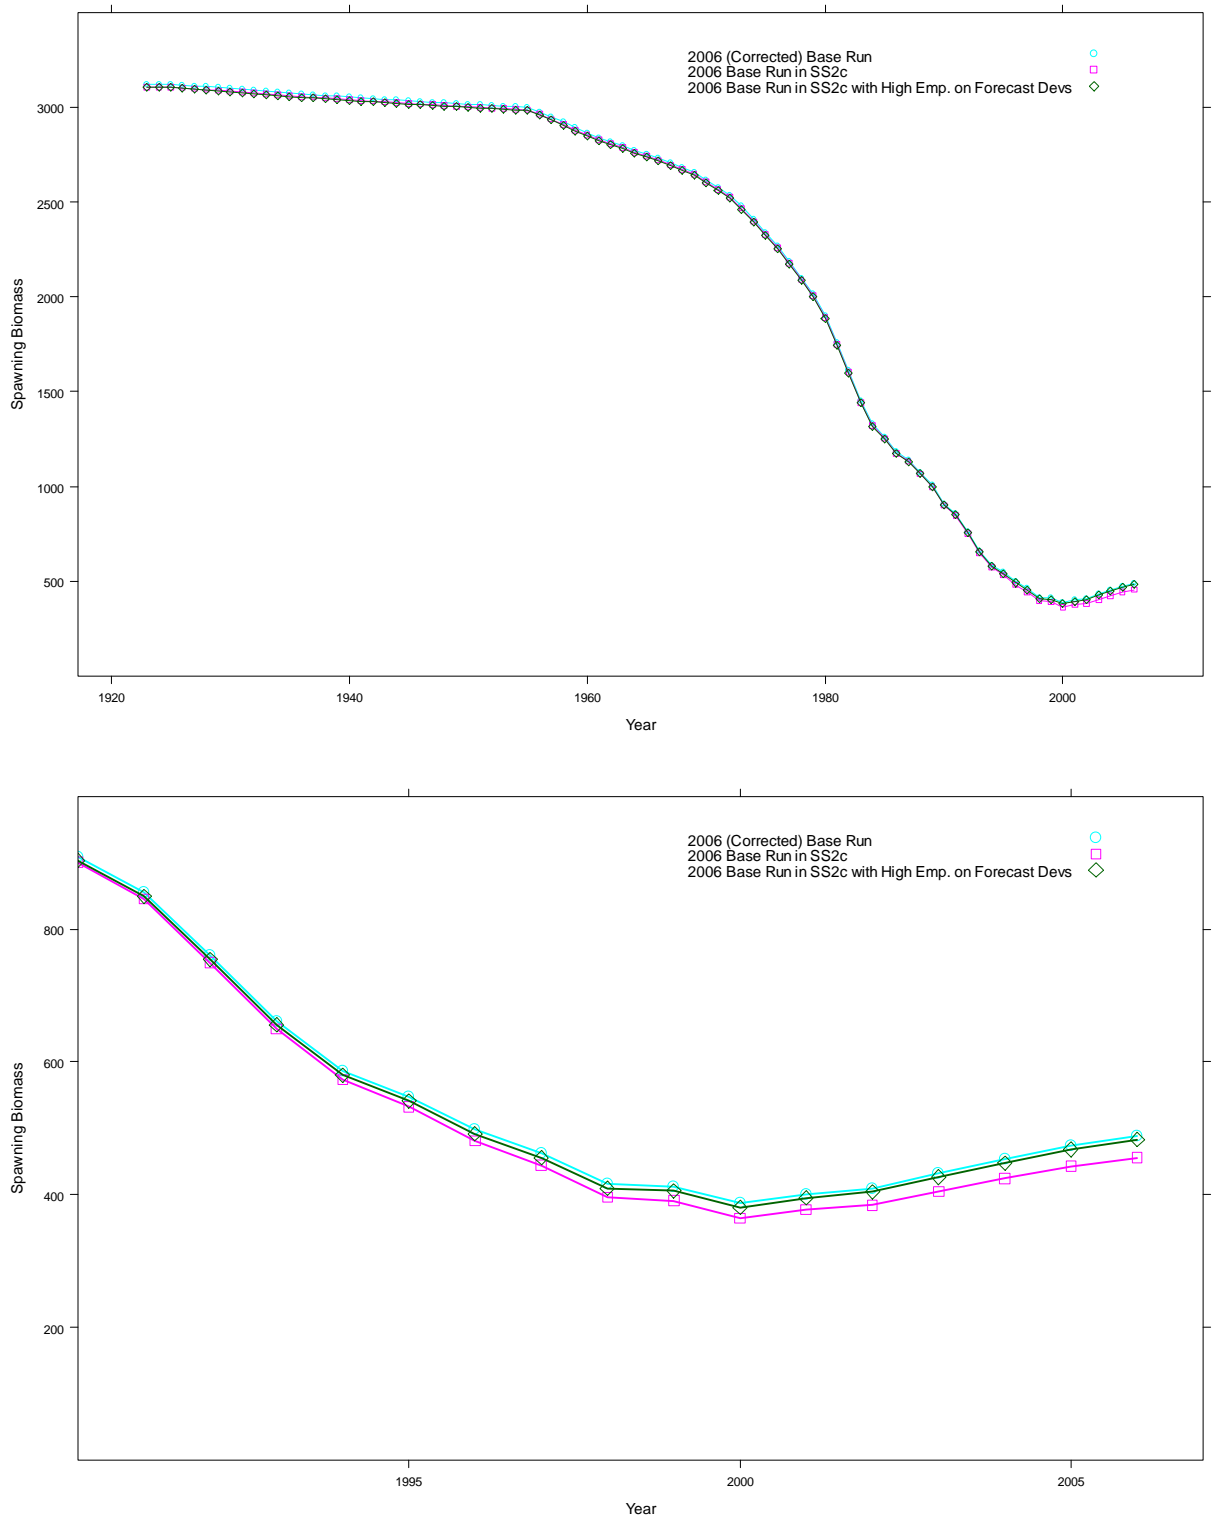 2006 (Corrected) Base Run
2006 Base Run in SS2c
2006 Base Run in SS2c with High Emp. on Forecast Devs
3000
2500
2000
1500
1000
500
Spawning Biomass
1920 1940 1960 1980 2000
Year
2006 (Corrected) Base Run
2006 Base Run in SS2c
2006 Base Run in SS2c with High Emp. on Forecast Devs
800
600
400
200
Spawning Biomass
1995 2000 2005
Year